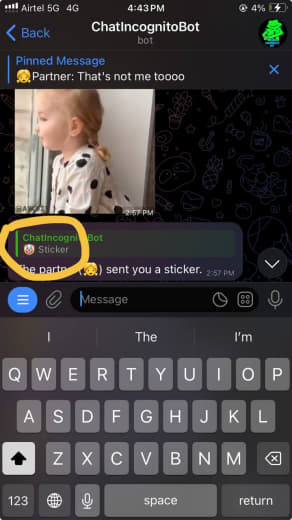 Airtel 5G 4G
4:43 PM
4%
Back
ChatIncognitoBot
bot
Pinned Message
Partner: That's not me toooo
2:57 PM
ChatIncognitoBot
🤡 Sticker
The partner (👩) sent you a sticker. 2:57 PM
Message
I
The
I'm
Q W E R T Y U I O P
A S D F G H J K L
Z X C V B N M
123
space
return